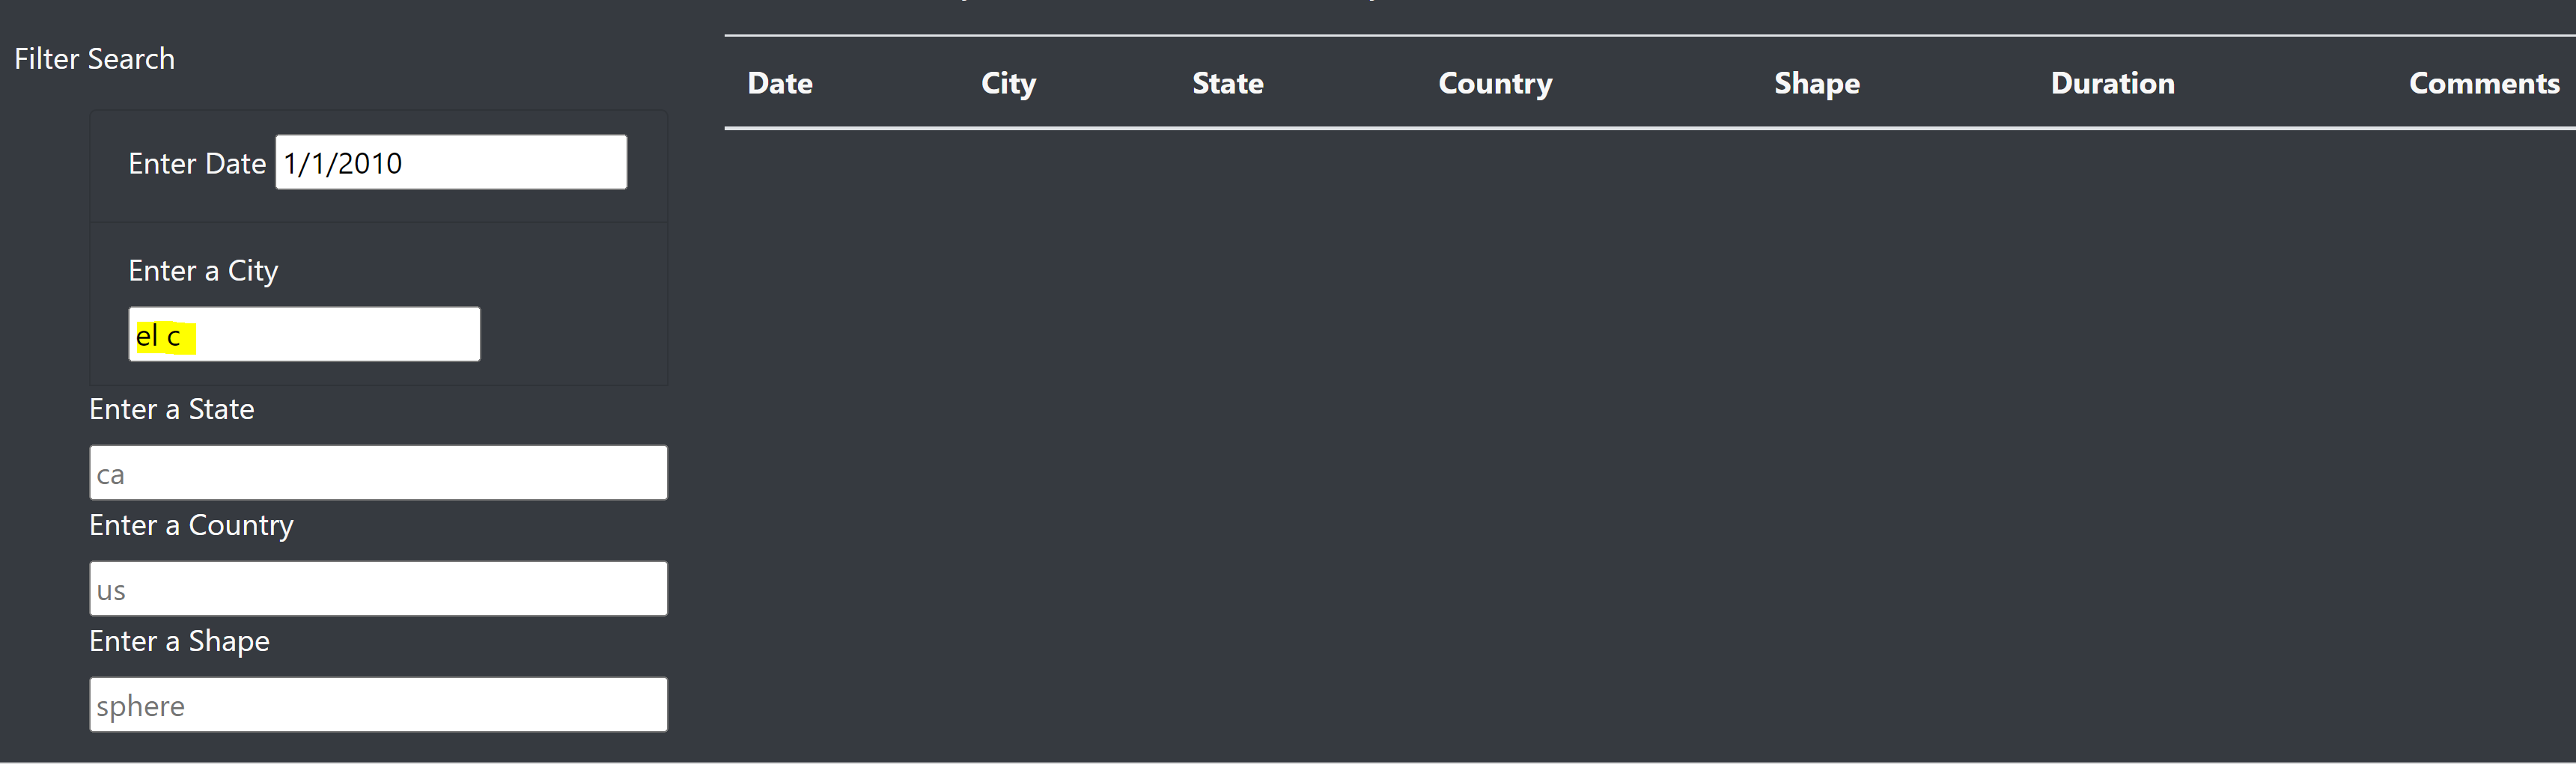 Filter Search
Enter Date 1/1/2010
Enter a City
el c
Enter a State
ca
Enter a Country
us
Enter a Shape
sphere
Date City State Country Shape Duration Comments